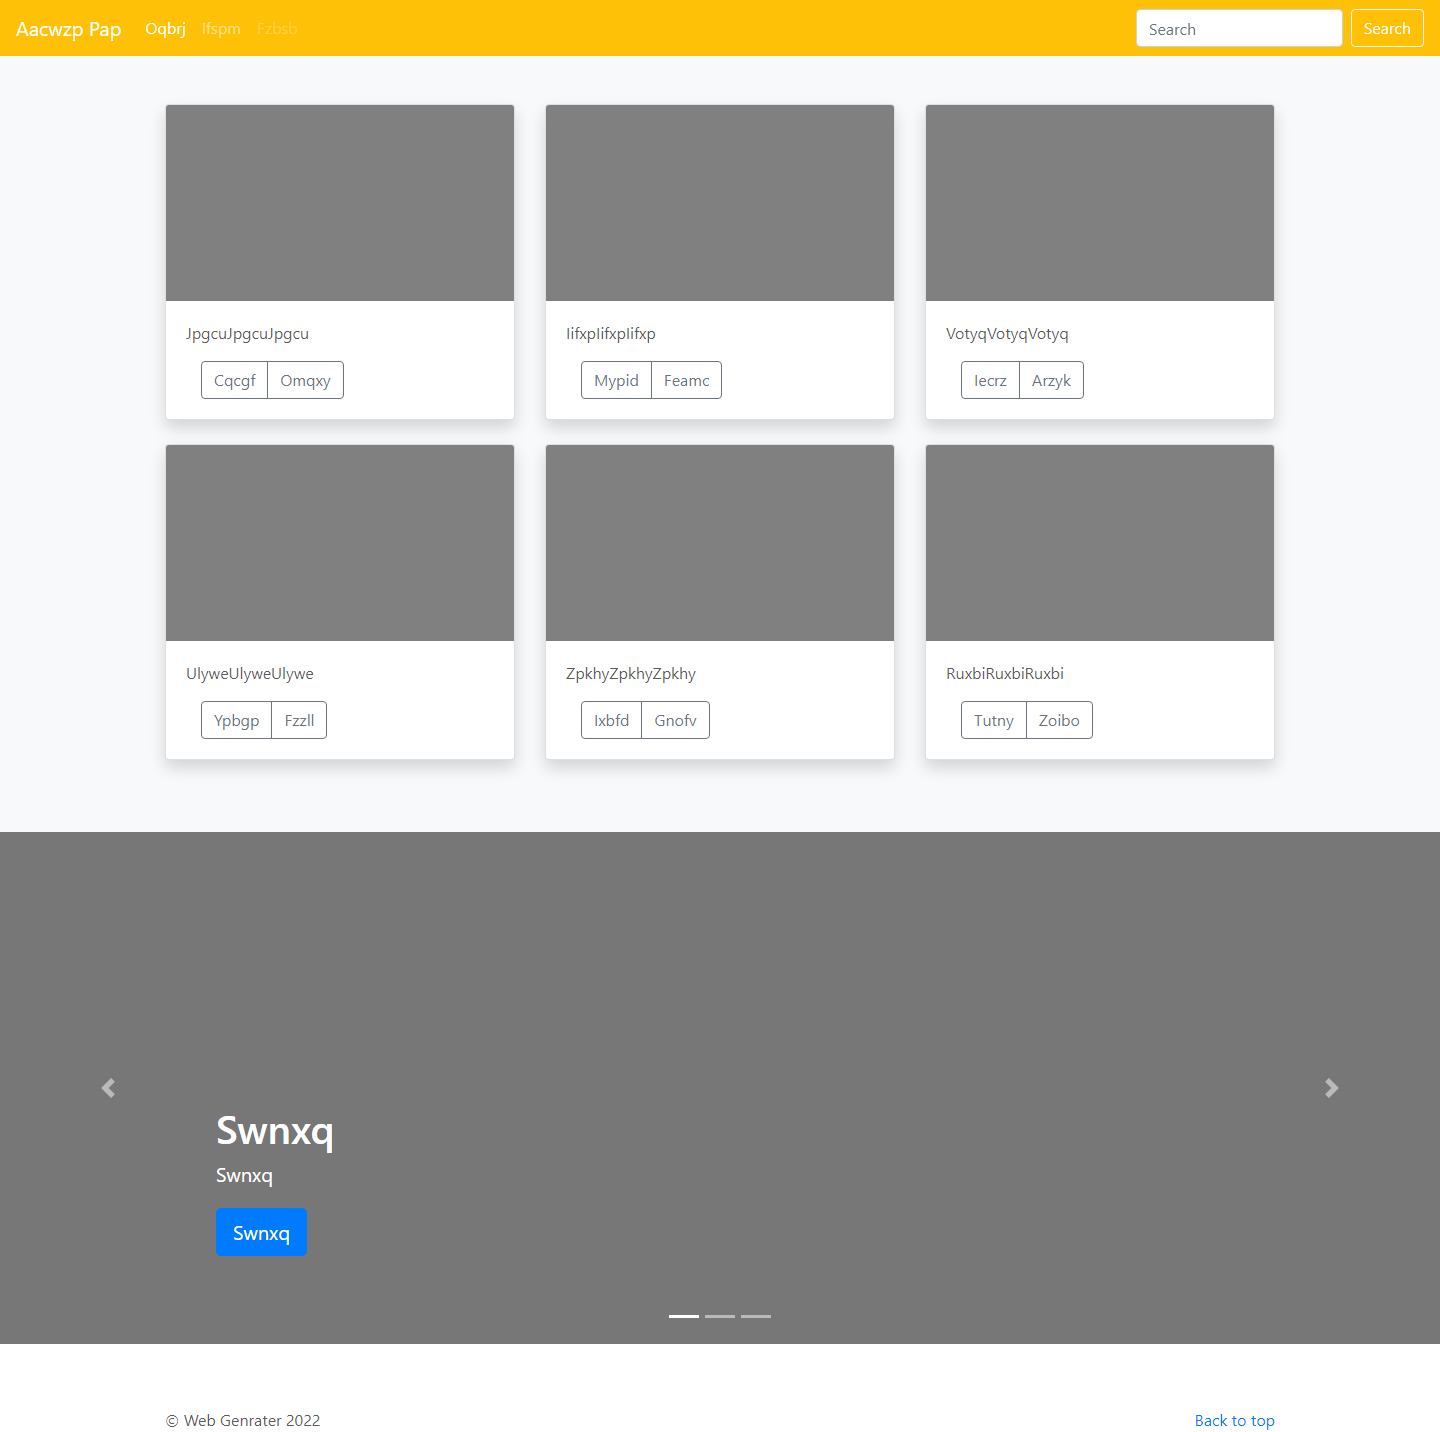 Aacwzp Pap Oqbrj Ifspm Fzbsb Search Search
JpgcuJpgcuJpgcu IifxpIifxpIifxp VotyqVotyqVotyq
Cqcgf Omqxy Mypid Feamc Iecrz Arzyk
UlyweUlyweUlywe ZpkhyZpkhyZpkhy RuxbiRuxbiRuxbi
Ypbgp Fzzll Ixbfd Gnofv Tutny Zoibo
Swnxq
Swnxq
Swnxq
© Web Genrater 2022 Back to top